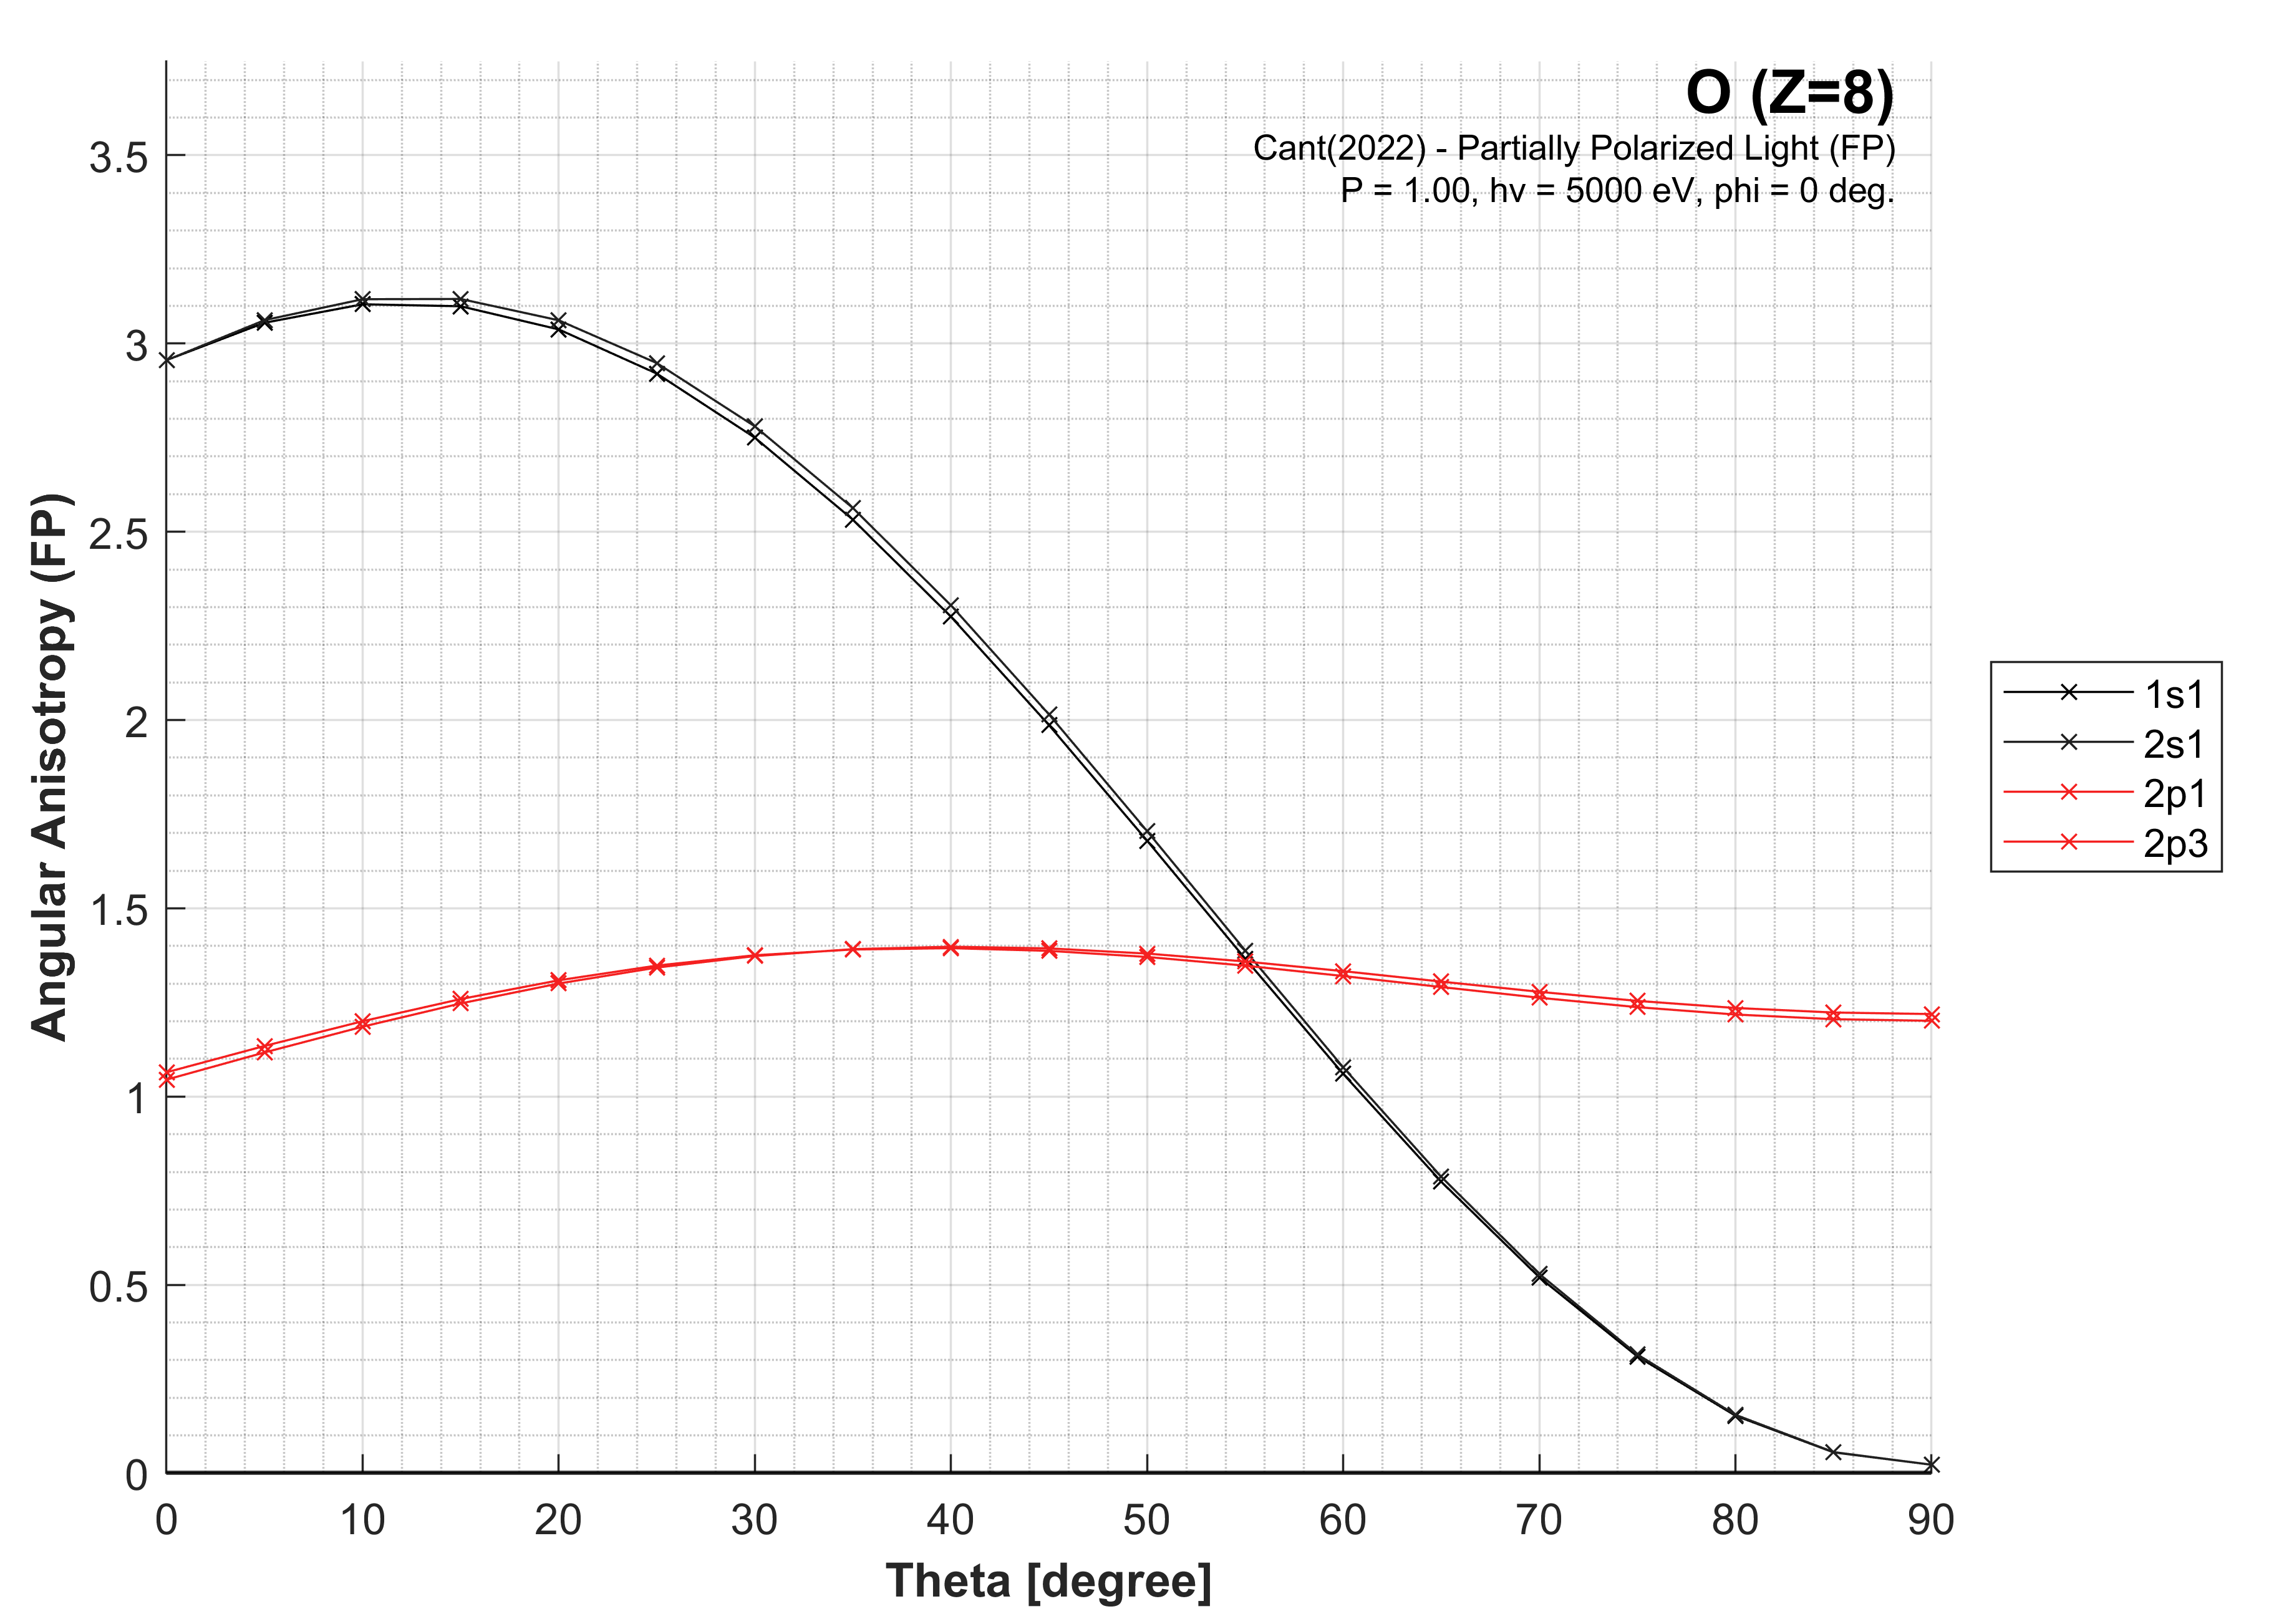 O (Z=8)
Cant(2022) - Partially Polarized Light (FP)
P = 1.00, hv = 5000 eV, phi = 0 deg.
Angular Anisotropy (FP)
3.5
3
2.5
2
1.5
1
0.5
0
0 10 20 30 40 50 60 70 80 90
Theta [degree]
1s1
2s1
2p1
2p3